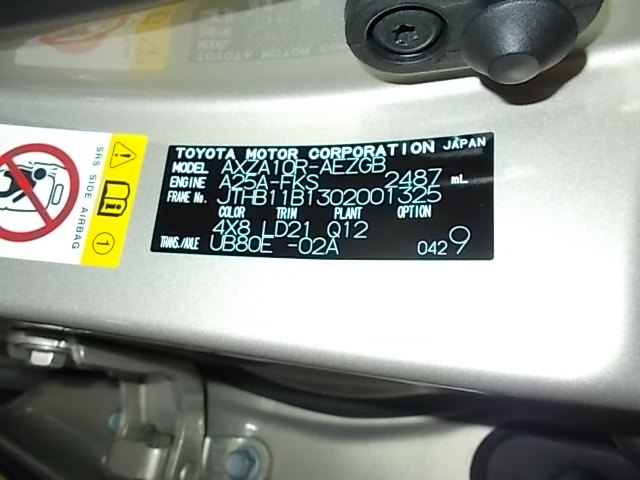 TOYOTA MOTOR CORPORATION JAPAN
MODEL AXZA10R-AEZGB
ENGINE A25A-FKS 2487 mL
FRAME No. JTHB11B1302001325
COLOR TRIM PLANT OPTION
4X8 LD21 Q12
TRANS./AXLE UB80E -02A 0429
SRS SIDE AIRBAG
1